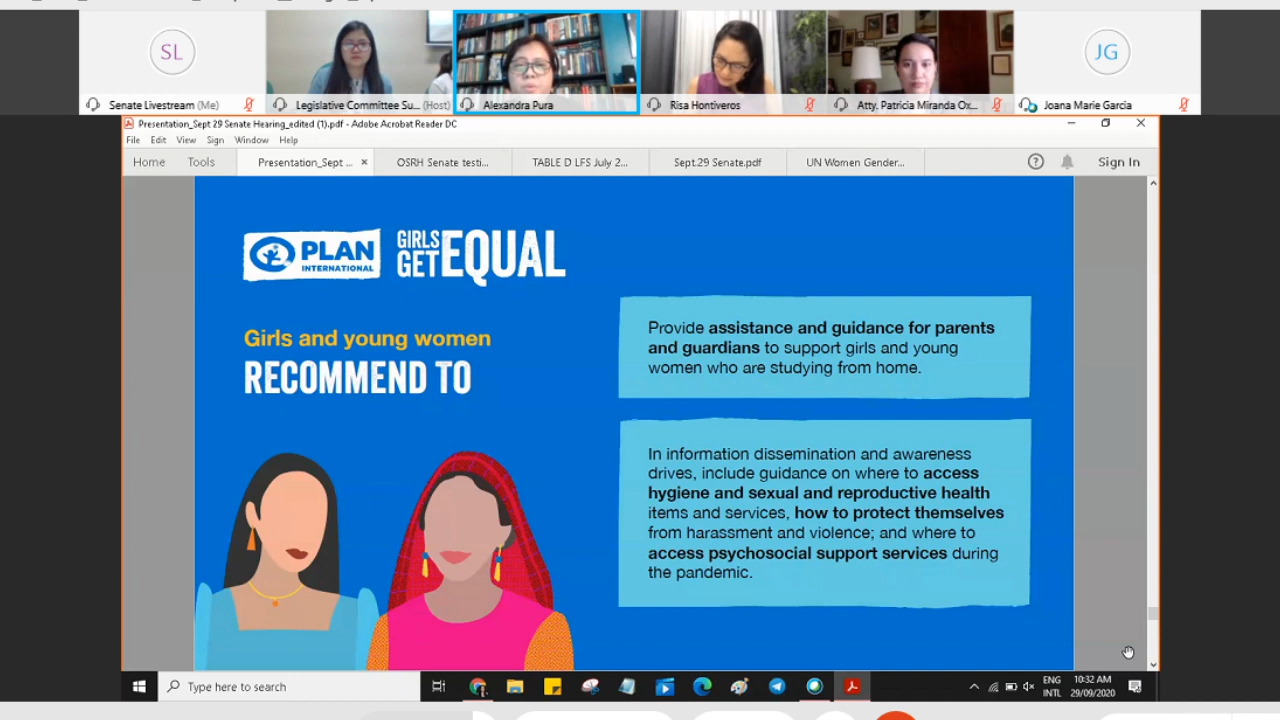 SL
JG
Senate Livestream (Me)
Legislative Committee Su... (Host)
Alexandra Pura
Risa Hontiveros
Atty. Patricia Miranda Ox...
Joana Marie Garcia
Presentation_Sept 29 Senate Hearing_edited (1).pdf - Adobe Acrobat Reader DC
File Edit View Sign Window Help
Home Tools Presentation_Sept ... × OSRH Senate testi... TABLE D LFS July 2... Sept.29 Senate.pdf UN Women Gender... Sign In
PLAN
INTERNATIONAL
GIRLS
GET EQUAL
Girls and young women
RECOMMEND TO
Provide assistance and guidance for parents
and guardians to support girls and young
women who are studying from home.
In information dissemination and awareness
drives, include guidance on where to access
hygiene and sexual and reproductive health
items and services, how to protect themselves
from harassment and violence; and where to
access psychosocial support services during
the pandemic.
Type here to search
ENG
INTL
10:32 AM
29/09/2020